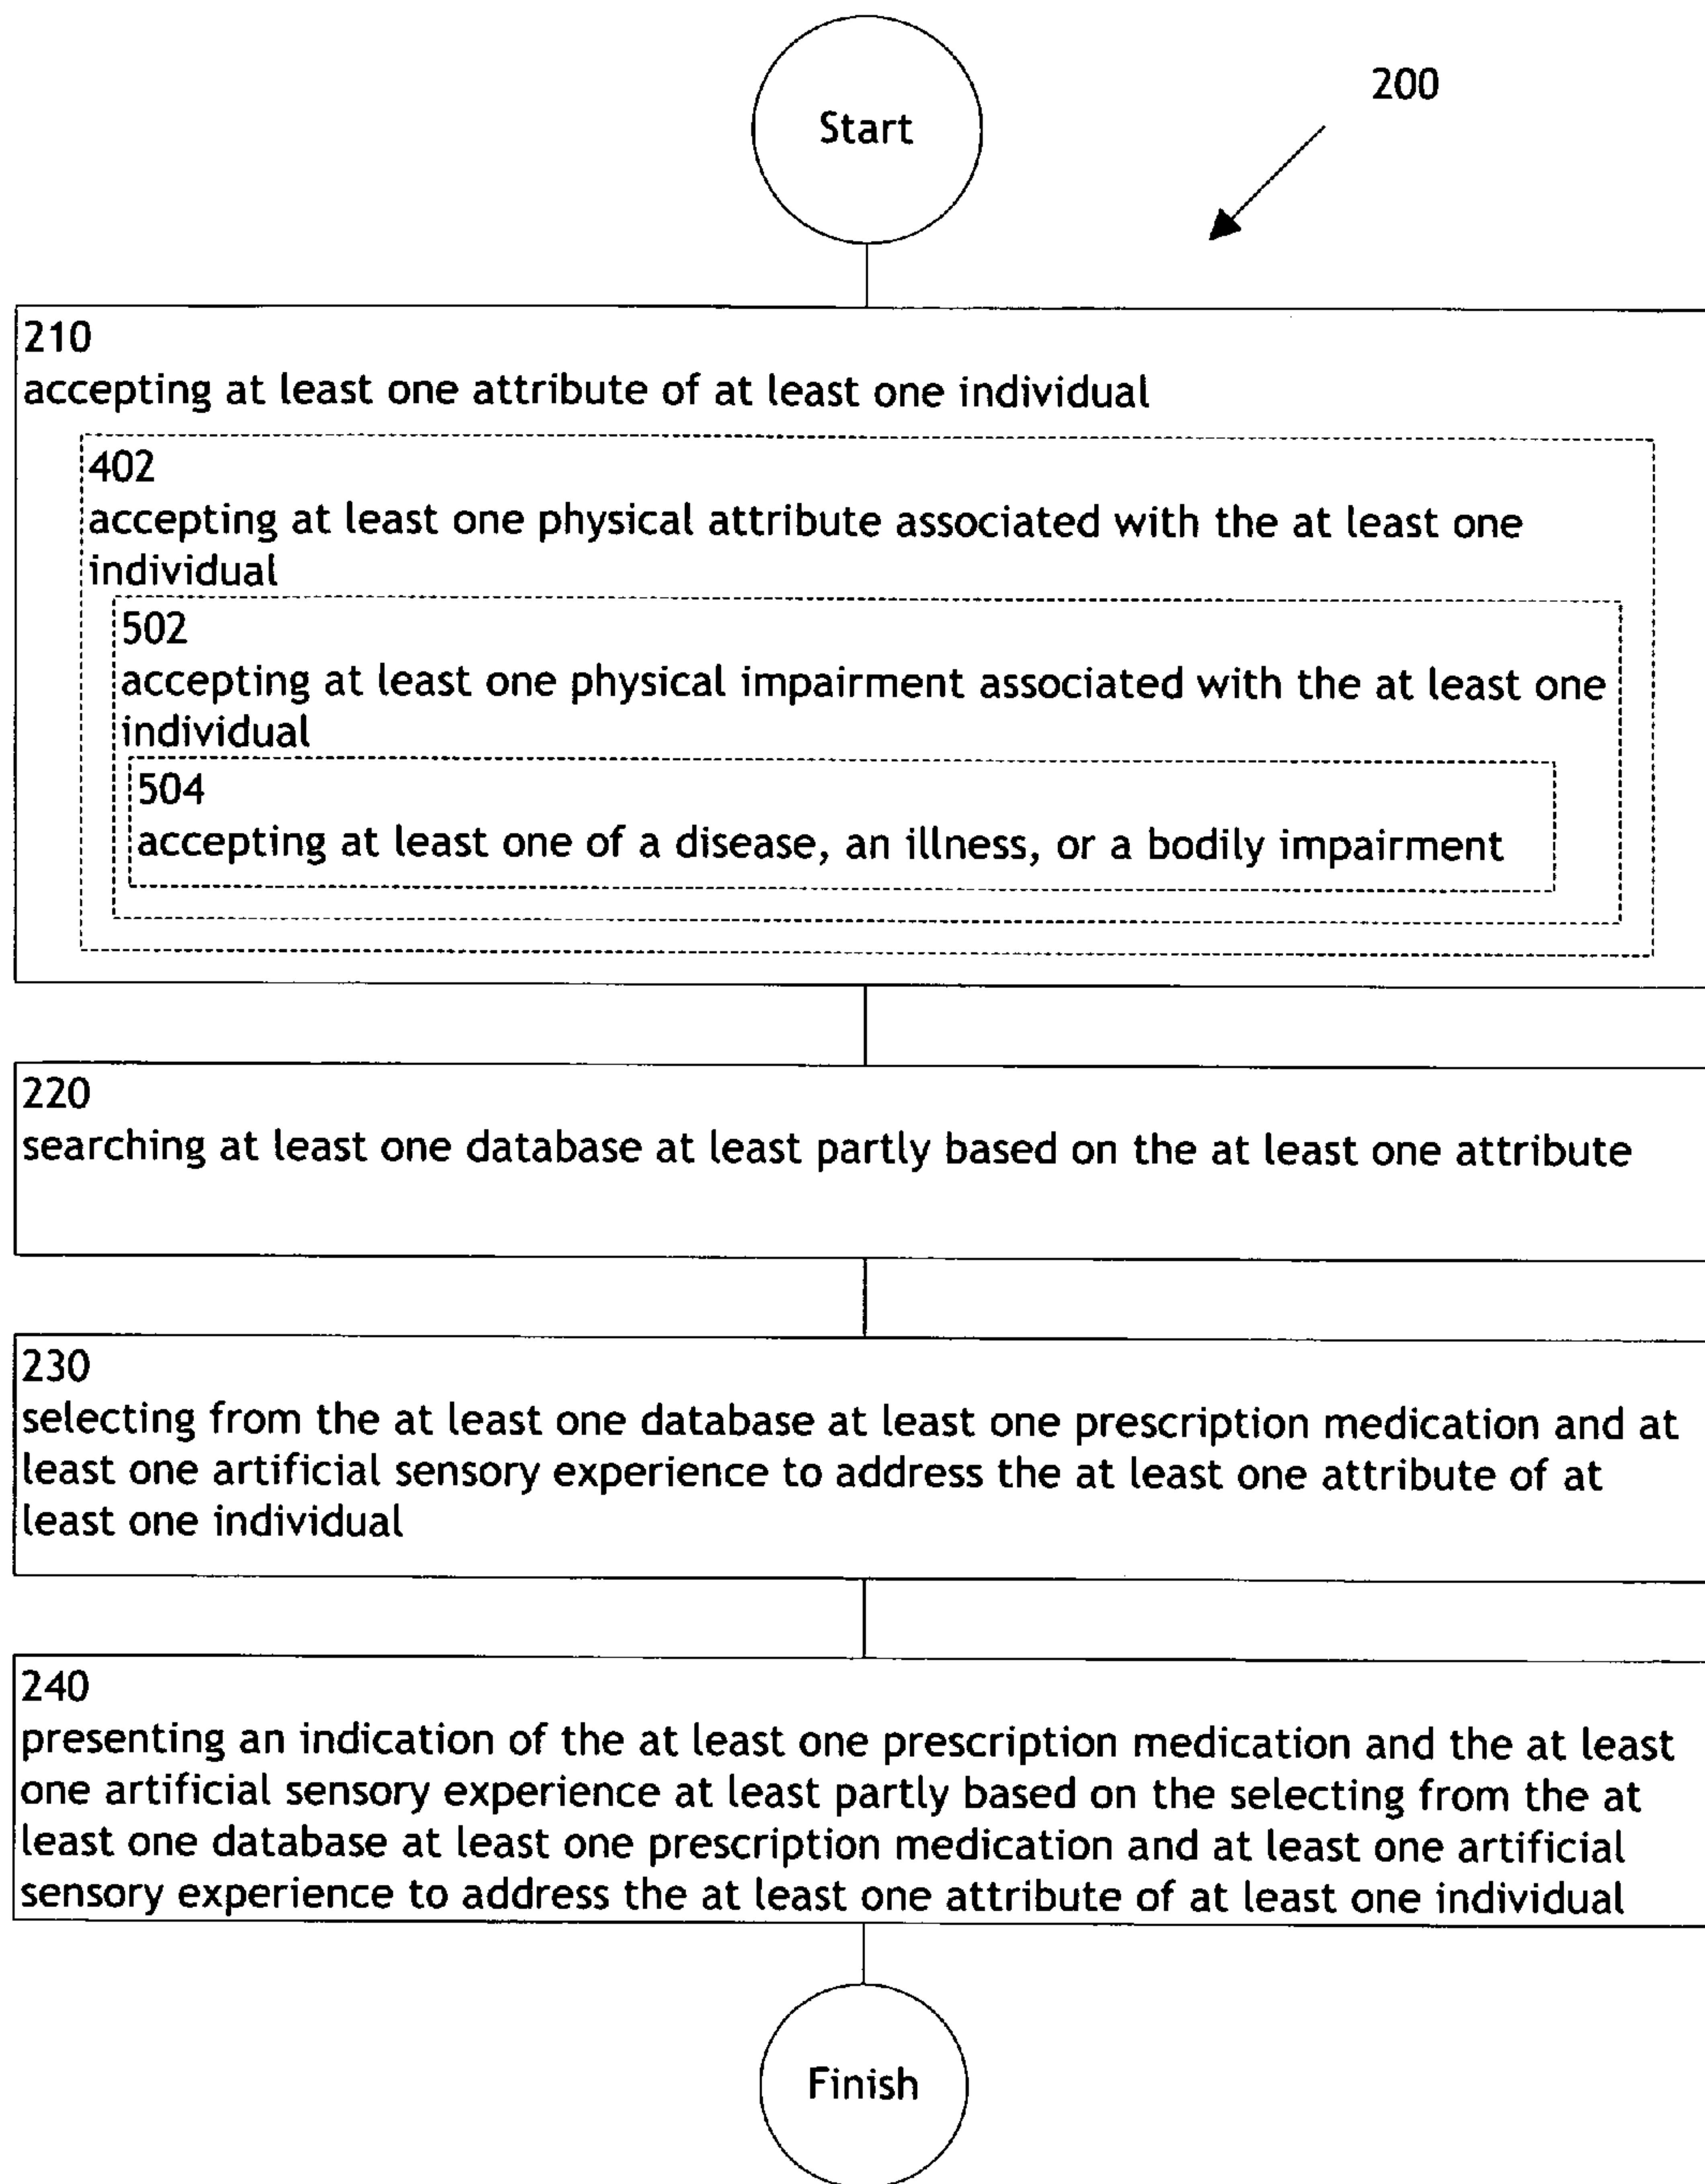 Start
200
210
accepting at least one attribute of at least one individual
402
accepting at least one physical attribute associated with the at least one
individual
502
accepting at least one physical impairment associated with the at least one
individual
504
accepting at least one of a disease, an illness, or a bodily impairment
220
searching at least one database at least partly based on the at least one attribute
230
selecting from the at least one database at least one prescription medication and at
least one artificial sensory experience to address the at least one attribute of at
least one individual
240
presenting an indication of the at least one prescription medication and the at least
one artificial sensory experience at least partly based on the selecting from the at
least one database at least one prescription medication and at least one artificial
sensory experience to address the at least one attribute of at least one individual
Finish